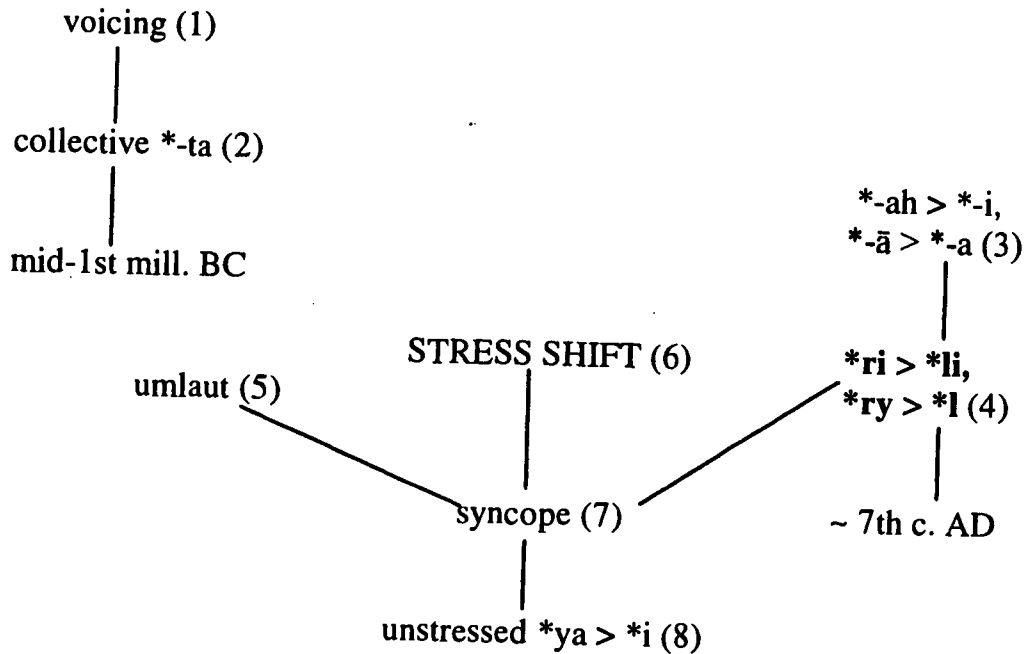 voicing (1)
collective *-ta (2)
mid-1st mill. BC
*-ah > *-i,
*-ā > *-a (3)
STRESS SHIFT (6)
umlaut (5)
*ri > *li,
*ry > *l (4)
syncope (7)
~ 7th c. AD
unstressed *ya > *i (8)